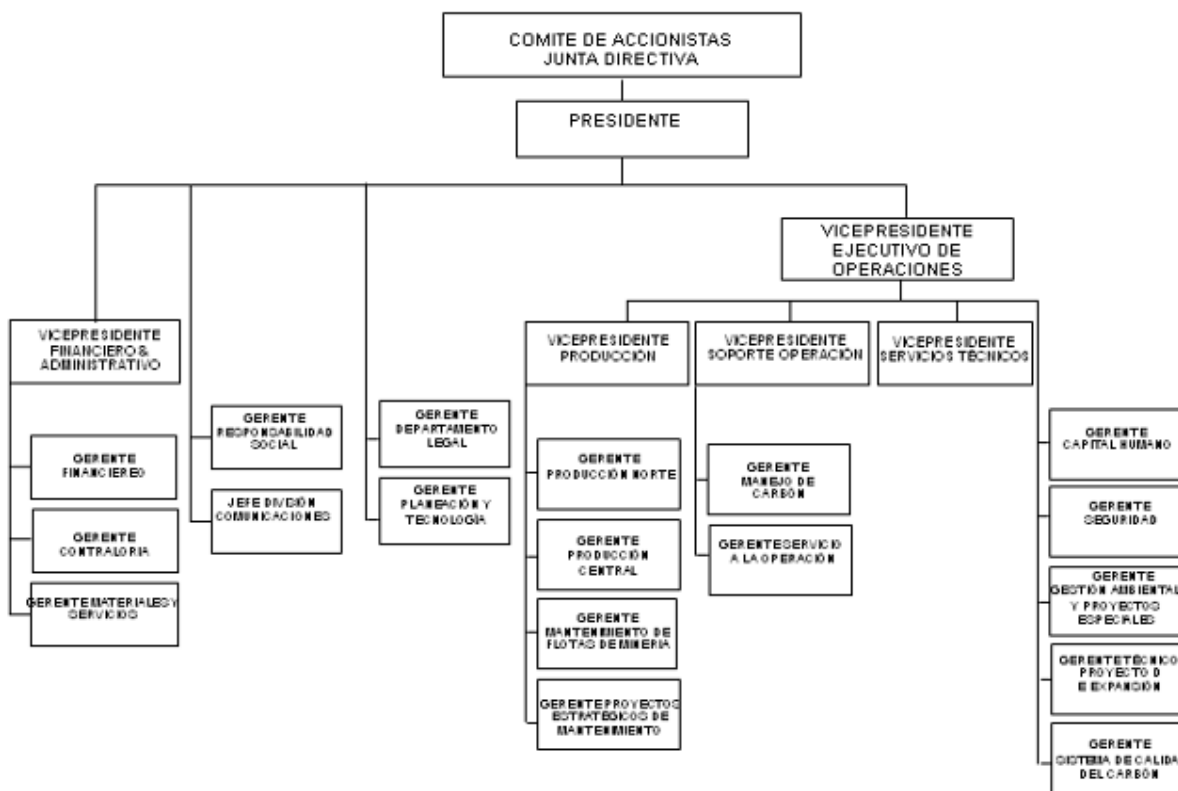 COMITE DE ACCIONISTAS
JUNTA DIRECTIVA
PRESIDENTE
VICEPRESIDENTE
EJECUTIVO DE
OPERACIONES
VICEPRESIDENTE
FINANCIERO &
ADMINISTRATIVO
VICEPRESIDENTE
PRODUCCIÓN
VICEPRESIDENTE
SOPORTE OPERACIÓN
VICEPRESIDENTE
SERVICIOS TÉCNICOS
GERENTE
FINANCIEREO
GERENTE
CONTRALORIA
GERENTE MATERIALES Y
SERVICIOS
GERENTE
RESPONSABILIDAD
SOCIAL
JEFE DIVISIÓN
COMUNICACIONES
GERENTE
DEPARTAMENTO
LEGAL
GERENTE
PLANEACIÓN Y
TECNOLOGÍA
GERENTE
PRODUCCIÓN NORTE
GERENTE
PRODUCCIÓN
CENTRAL
GERENTE
MANTENIMIENTO DE
FLOTAS DE MINERIA
GERENTE PROYECTOS
ESTRATÉGICOS DE
MANTENIMIENTO
GERENTE
MANEJO DE
CARBÓN
GERENTE SERVICIO
A LA OPERACIÓN
GERENTE
CAPITAL HUMANO
GERENTE
SEGURIDAD
GERENTE
GESTIÓN AMBIENTAL
Y PROYECTOS
ESPECIALES
GERENTE TÉCNICO
PROYECTO D
E EXPANSIÓN
GERENTE
SISTEMA DE CALIDA
DEL CARBÓN